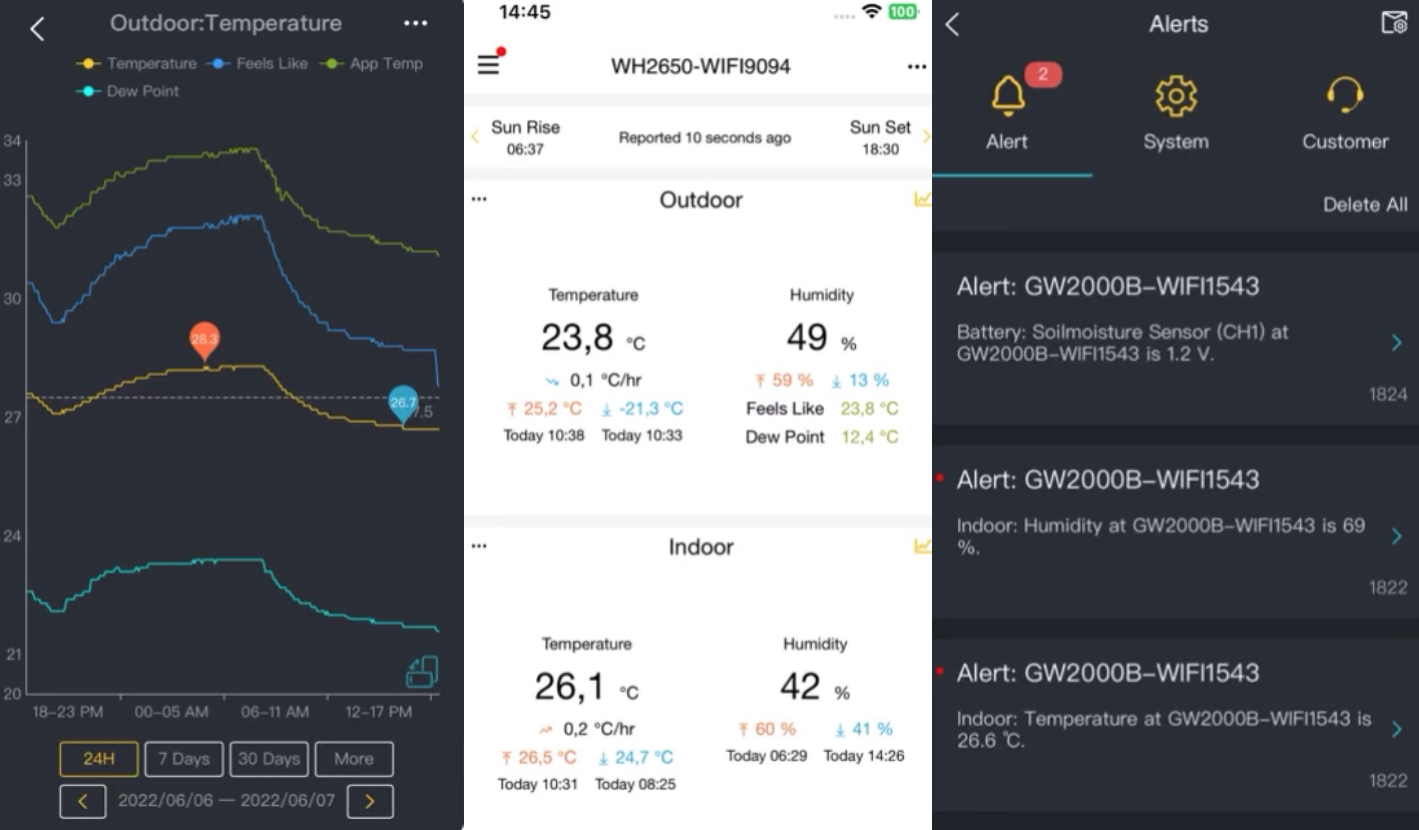 Outdoor:Temperature
Temperature Feels Like App Temp
Dew Point
34
33
30
28.3
26.7
7.5
27
24
21
20
18–23 PM 00–05 AM 06–11 AM 12–17 PM
24H 7 Days 30 Days More
2022/06/06 — 2022/06/07
14:45
100
WH2650-WIFI9094
Sun Rise
06:37
Reported 10 seconds ago
Sun Set
18:30
Outdoor
Temperature
23,8 °C
0,1 °C/hr
25,2 °C -21,3 °C
Today 10:38 Today 10:33
Humidity
49 %
59 % 13 %
Feels Like 23,8 °C
Dew Point 12,4 °C
Indoor
Temperature
26,1 °C
0,2 °C/hr
26,5 °C 24,7 °C
Today 10:31 Today 08:25
Humidity
42 %
60 % 41 %
Today 06:29 Today 14:26
Alerts
2
Alert System Customer
Delete All
Alert: GW2000B–WIFI1543
Battery: Soilmoisture Sensor (CH1) at
GW2000B–WIFI1543 is 1.2 V.
1824
Alert: GW2000B–WIFI1543
Indoor: Humidity at GW2000B–WIFI1543 is 69
%.
1822
Alert: GW2000B–WIFI1543
Indoor: Temperature at GW2000B–WIFI1543 is
26.6 ℃.
1822